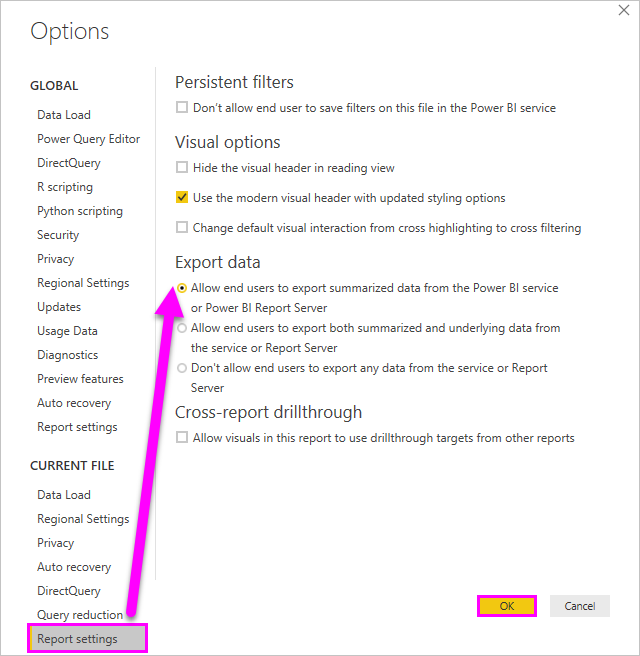 Options
GLOBAL
Data Load
Power Query Editor
DirectQuery
R scripting
Python scripting
Security
Privacy
Regional Settings
Updates
Usage Data
Diagnostics
Preview features
Auto recovery
Report settings
CURRENT FILE
Data Load
Regional Settings
Privacy
Auto recovery
DirectQuery
Query reduction
Report settings
Persistent filters
Don't allow end user to save filters on this file in the Power BI service
Visual options
Hide the visual header in reading view
Use the modern visual header with updated styling options
Change default visual interaction from cross highlighting to cross filtering
Export data
Allow end users to export summarized data from the Power BI service
or Power BI Report Server
Allow end users to export both summarized and underlying data from
the service or Report Server
Don't allow end users to export any data from the service or Report
Server
Cross-report drillthrough
Allow visuals in this report to use drillthrough targets from other reports
OK
Cancel